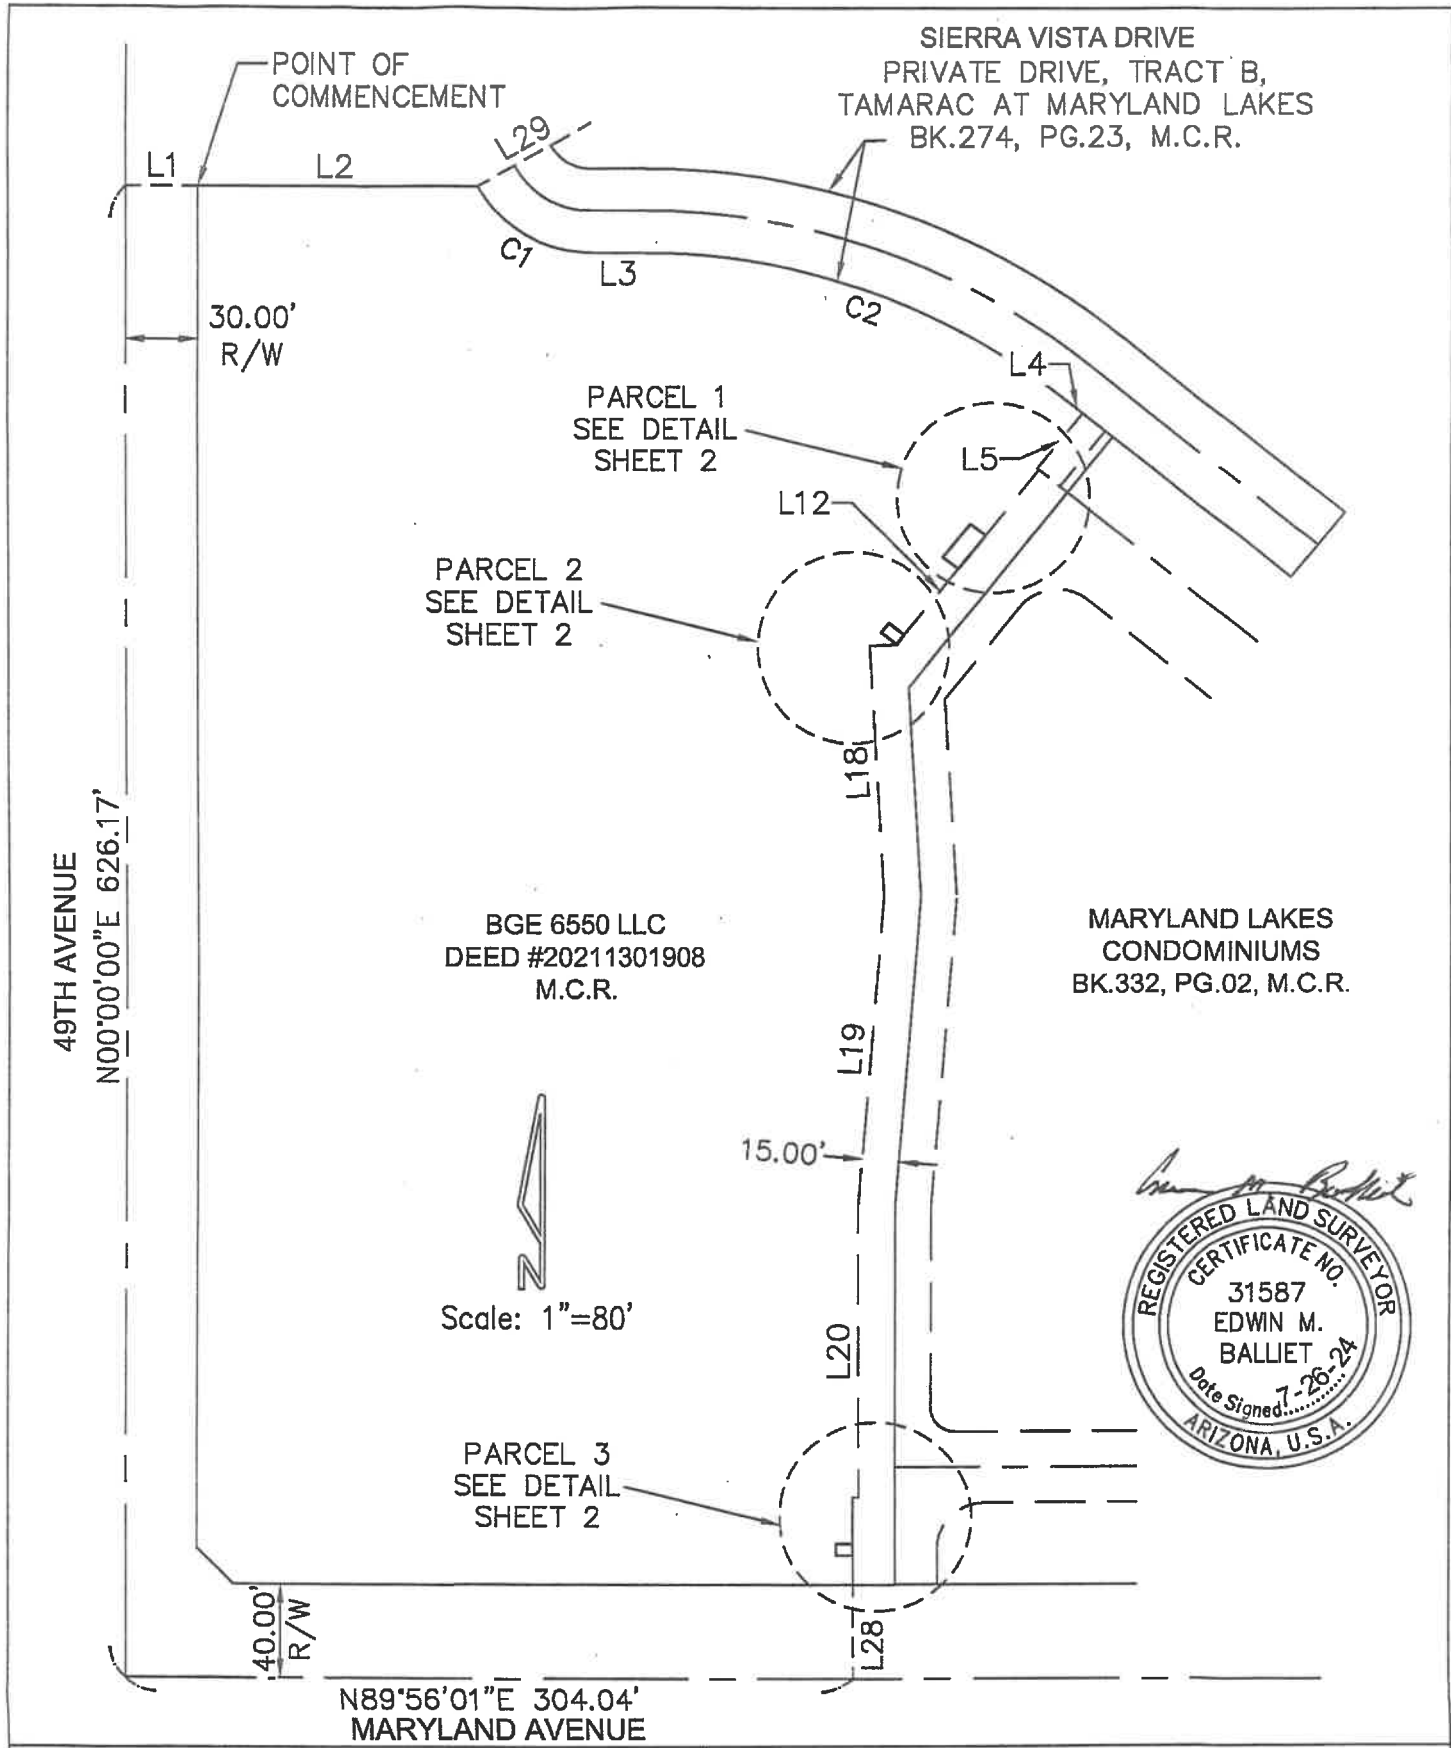 SIERRA VISTA DRIVE
PRIVATE DRIVE, TRACT B,
TAMARAC AT MARYLAND LAKES
BK.274, PG.23, M.C.R.
POINT OF
COMMENCEMENT
L29
L1
L2
C1
L3
C2
30.00'
R/W
L4
PARCEL 1
SEE DETAIL
SHEET 2
L5
L12
PARCEL 2
SEE DETAIL
SHEET 2
L18
49TH AVENUE
N00°00'00"E 626.17'
BGE 6550 LLC
DEED #20211301908
M.C.R.
MARYLAND LAKES
CONDOMINIUMS
BK.332, PG.02, M.C.R.
L19
15.00'
N
Scale: 1"=80'
L20
REGISTERED LAND SURVEYOR
CERTIFICATE NO.
31587
EDWIN M.
BALLIET
Date Signed:..7-26-24
ARIZONA, U.S.A.
PARCEL 3
SEE DETAIL
SHEET 2
40.00'
R/W
L28
N89°56'01"E 304.04'
MARYLAND AVENUE